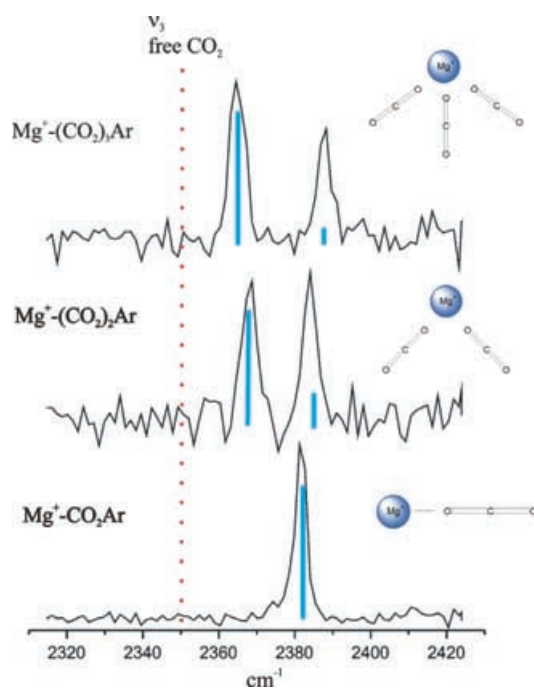 ν₃
free CO₂
Mg⁺-(CO₂)₃Ar
Mg⁺
O C O
O C O
O C O
Mg⁺-(CO₂)₂Ar
Mg⁺
O C O
O C O
Mg⁺-CO₂Ar
Mg⁺
O C O
2320 2340 2360 2380 2400 2420
cm⁻¹